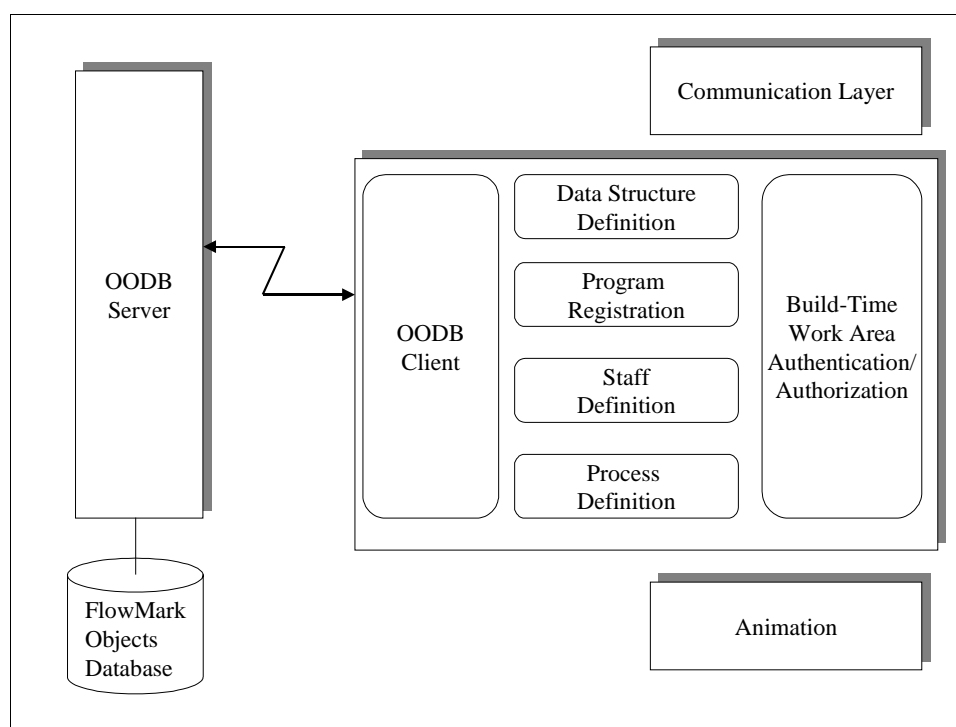 Communication Layer
OODB
Server
OODB
Client
Data Structure
Definition
Program
Registration
Staff
Definition
Process
Definition
Build-Time
Work Area
Authentication/
Authorization
FlowMark
Objects
Database
Animation